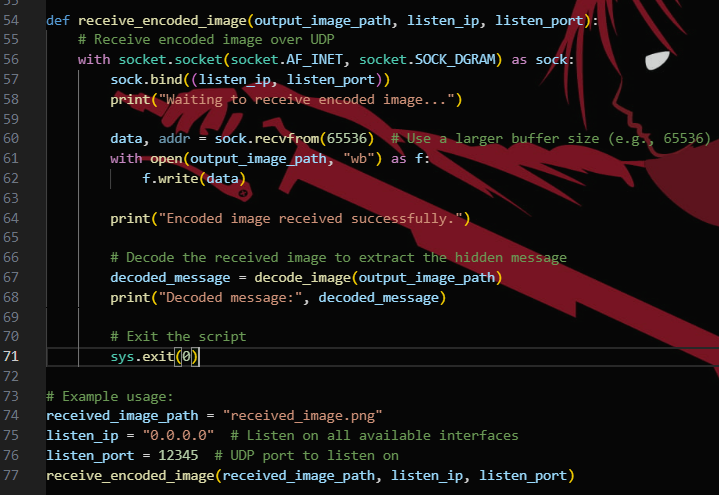 53
54 def receive_encoded_image(output_image_path, listen_ip, listen_port):
55     # Receive encoded image over UDP
56     with socket.socket(socket.AF_INET, socket.SOCK_DGRAM) as sock:
57         sock.bind((listen_ip, listen_port))
58         print("Waiting to receive encoded image...")
59
60         data, addr = sock.recvfrom(65536)  # Use a larger buffer size (e.g., 65536)
61         with open(output_image_path, "wb") as f:
62             f.write(data)
63
64         print("Encoded image received successfully.")
65
66         # Decode the received image to extract the hidden message
67         decoded_message = decode_image(output_image_path)
68         print("Decoded message:", decoded_message)
69
70         # Exit the script
71         sys.exit(0)
72
73 # Example usage:
74 received_image_path = "received_image.png"
75 listen_ip = "0.0.0.0"  # Listen on all available interfaces
76 listen_port = 12345  # UDP port to listen on
77 receive_encoded_image(received_image_path, listen_ip, listen_port)